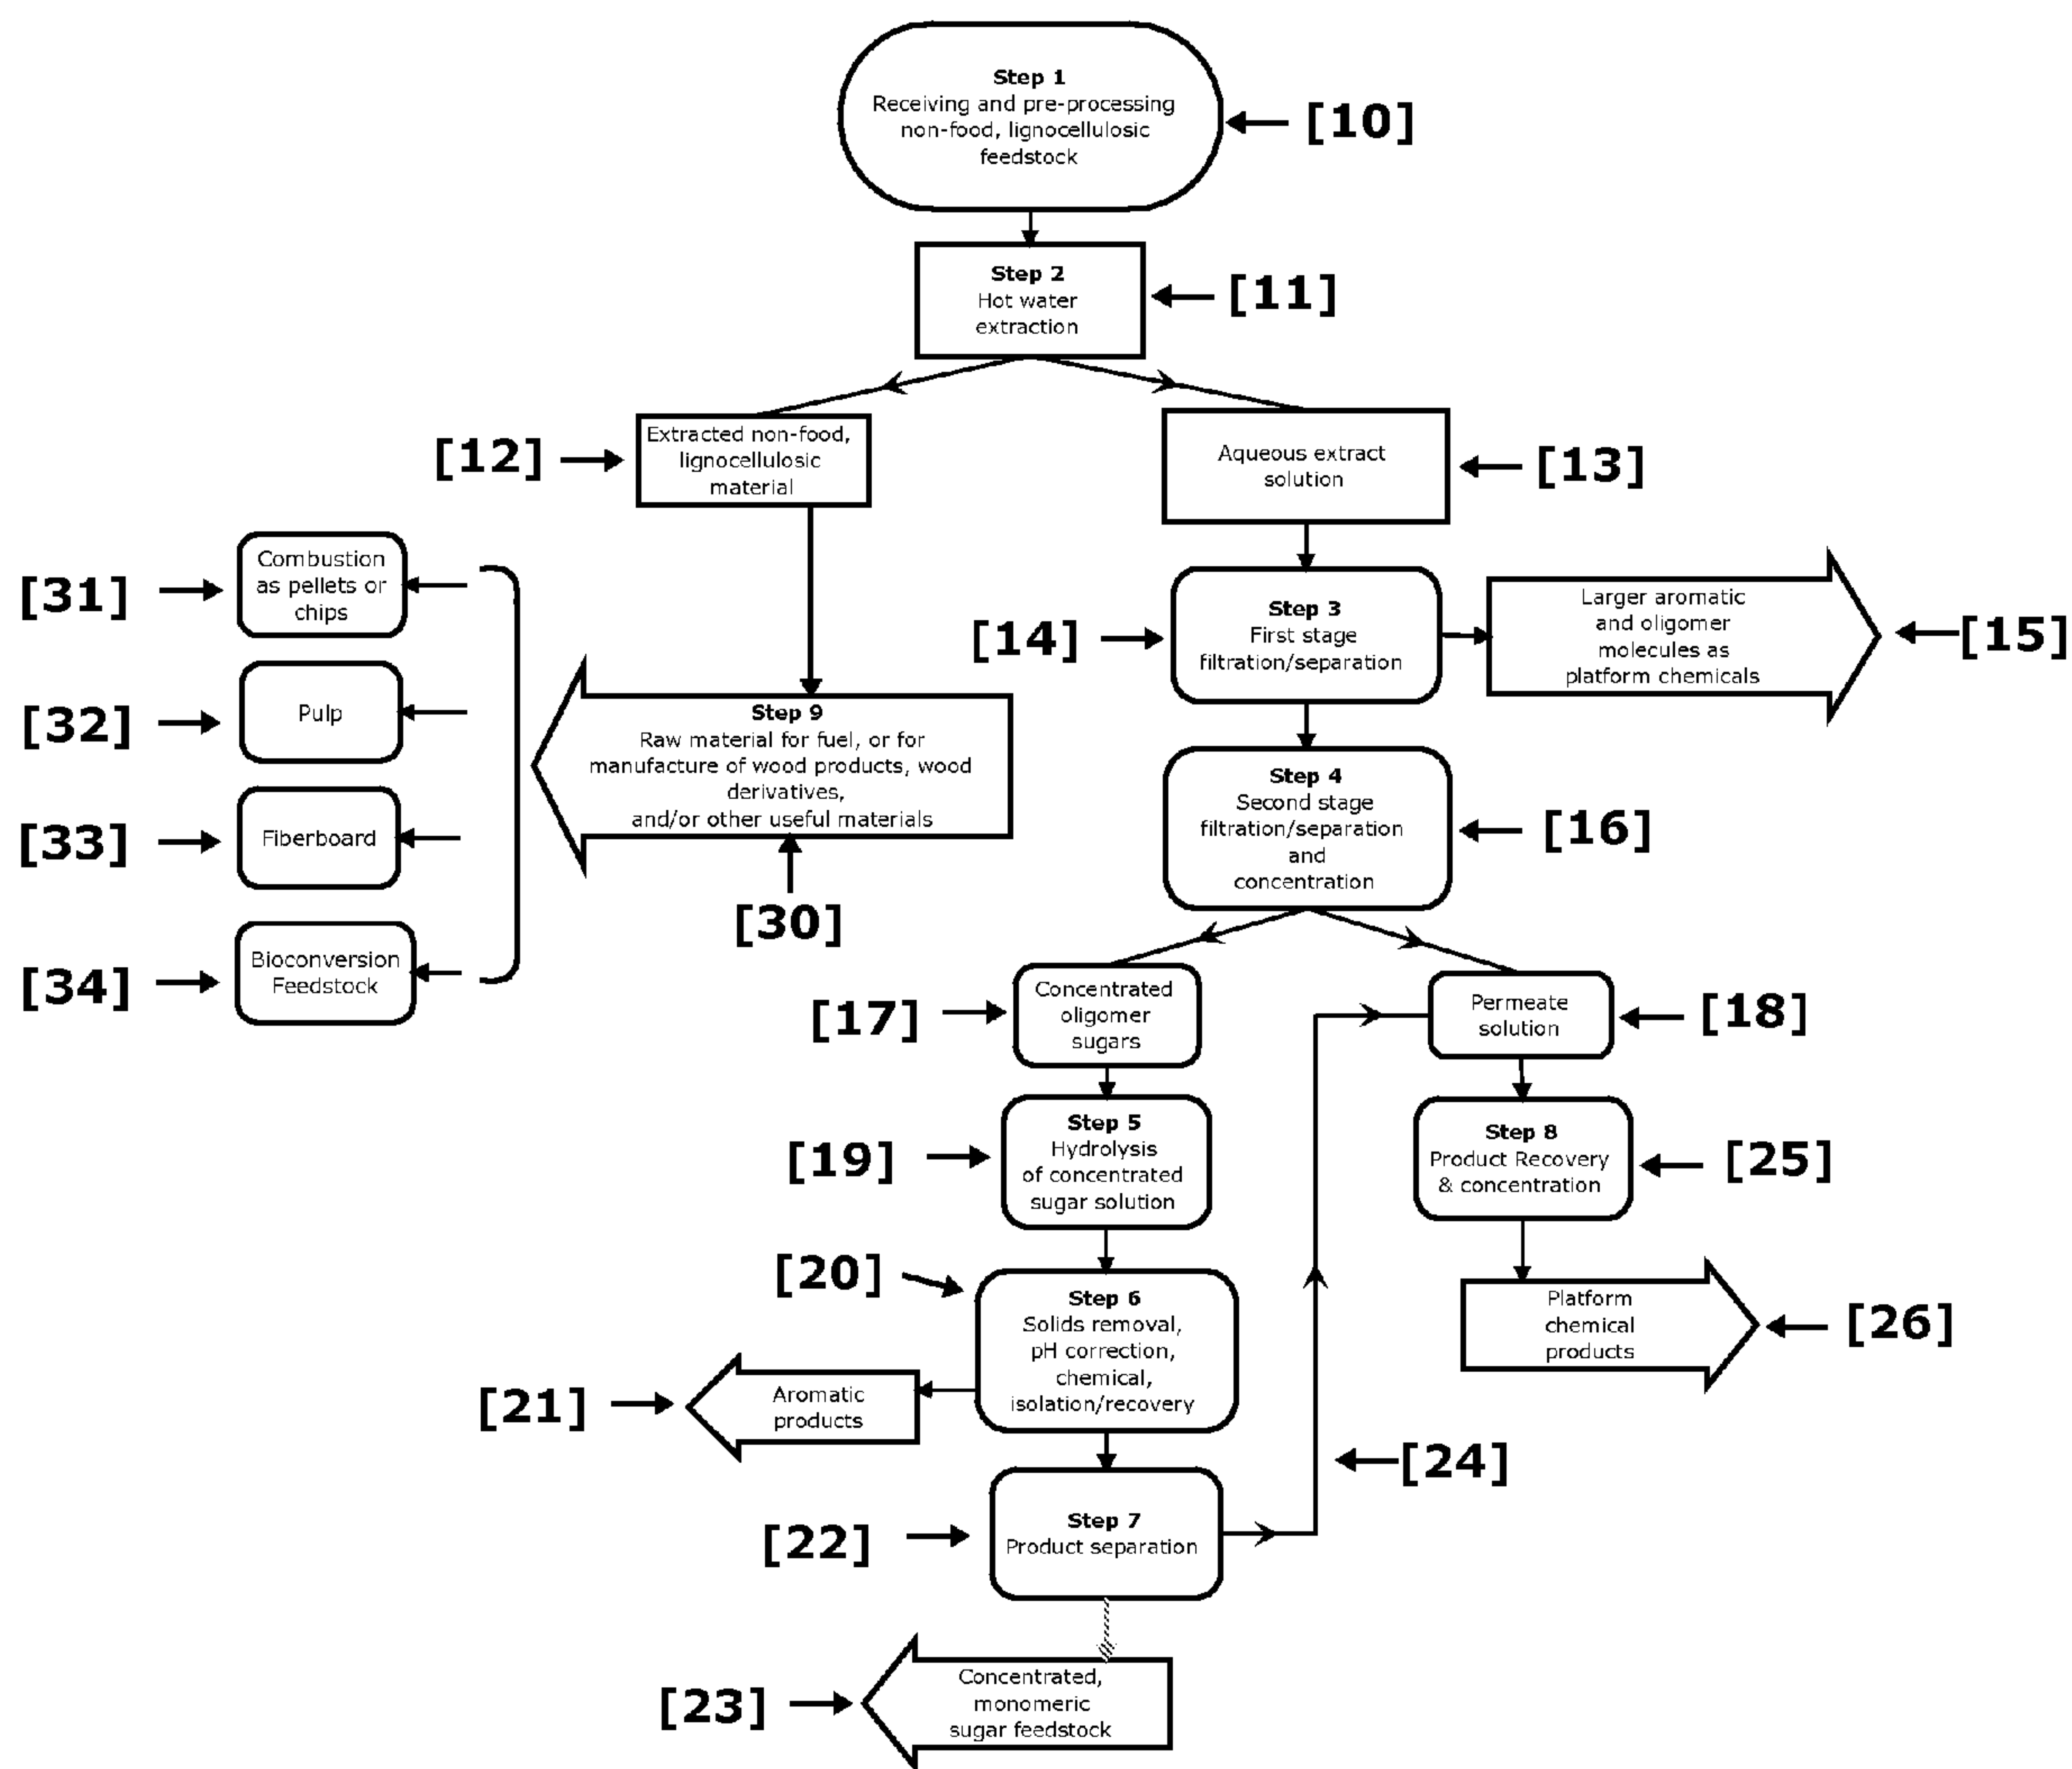 Step 1
Receiving and pre-processing
non-food, lignocellulosic
feedstock
[10]
Step 2
Hot water
extraction
[11]
[12]
Extracted non-food,
lignocellulosic
material
Aqueous extract
solution
[13]
[31]
Combustion
as pellets or
chips
[32]
Pulp
[33]
Fiberboard
[34]
Bioconversion
Feedstock
Step 9
Raw material for fuel, or for
manufacture of wood products, wood
derivatives,
and/or other useful materials
[30]
[14]
Step 3
First stage
filtration/separation
Larger aromatic
and oligomer
molecules as
platform chemicals
[15]
Step 4
Second stage
filtration/separation
and
concentration
[16]
[17]
Concentrated
oligomer
sugars
Permeate
solution
[18]
[19]
Step 5
Hydrolysis
of concentrated
sugar solution
Step 8
Product Recovery
& concentration
[25]
[20]
Step 6
Solids removal,
pH correction,
chemical,
isolation/recovery
Platform
chemical
products
[26]
[21]
Aromatic
products
[24]
[22]
Step 7
Product separation
[23]
Concentrated,
monomeric
sugar feedstock